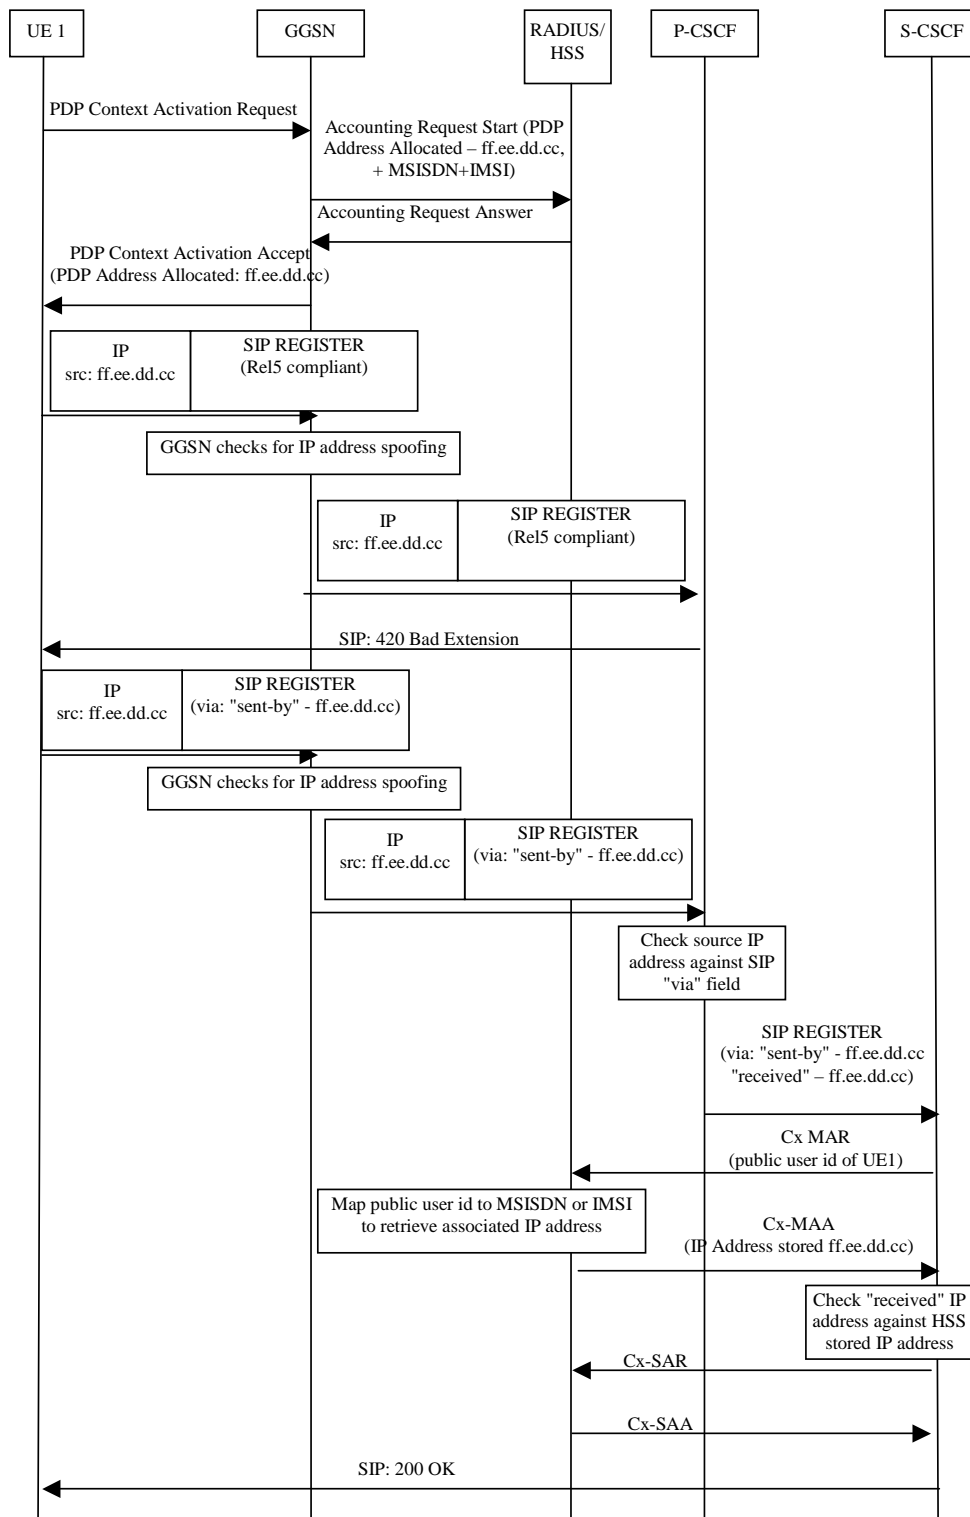 UE 1
GGSN
RADIUS/
HSS
P-CSCF
S-CSCF
PDP Context Activation Request
Accounting Request Start (PDP
Address Allocated – ff.ee.dd.cc,
+ MSISDN+IMSI)
Accounting Request Answer
PDP Context Activation Accept
(PDP Address Allocated: ff.ee.dd.cc)
IP
src: ff.ee.dd.cc
SIP REGISTER
(Rel5 compliant)
GGSN checks for IP address spoofing
IP
src: ff.ee.dd.cc
SIP REGISTER
(Rel5 compliant)
SIP: 420 Bad Extension
IP
src: ff.ee.dd.cc
SIP REGISTER
(via: "sent-by" - ff.ee.dd.cc)
GGSN checks for IP address spoofing
IP
src: ff.ee.dd.cc
SIP REGISTER
(via: "sent-by" - ff.ee.dd.cc)
Check source IP
address against SIP
"via" field
SIP REGISTER
(via: "sent-by" - ff.ee.dd.cc
"received" – ff.ee.dd.cc)
Cx MAR
(public user id of UE1)
Map public user id to MSISDN or IMSI
to retrieve associated IP address
Cx-MAA
(IP Address stored ff.ee.dd.cc)
Check "received" IP
address against HSS
stored IP address
Cx-SAR
Cx-SAA
SIP: 200 OK